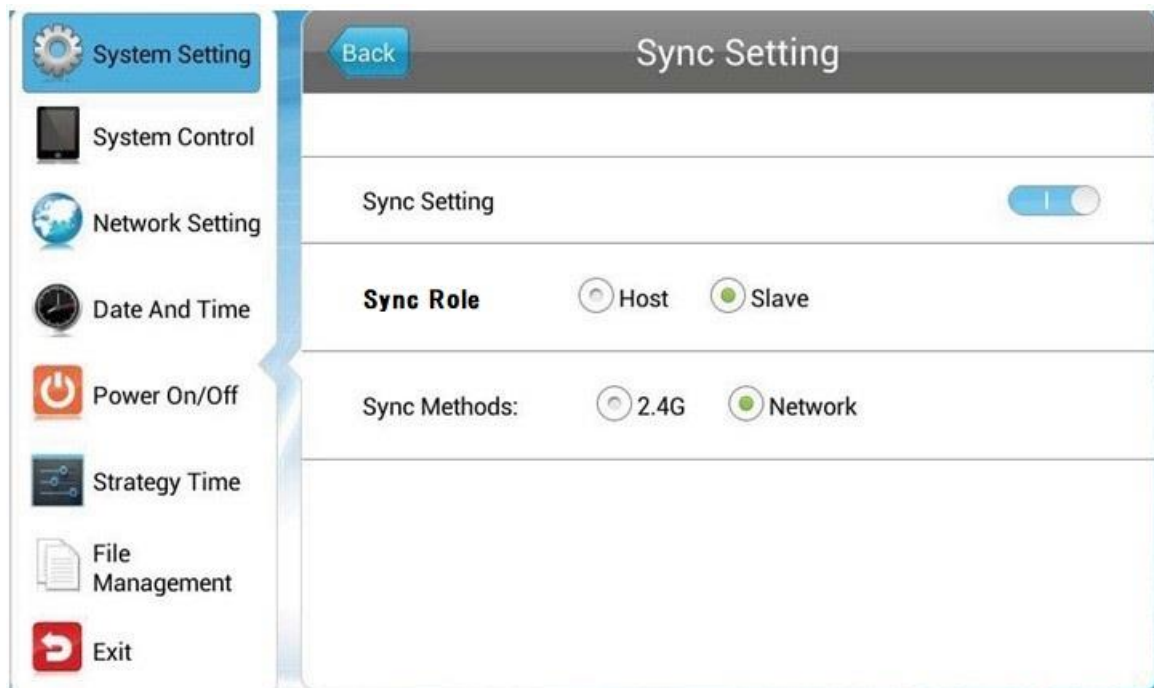 System Setting
System Control
Network Setting
Date And Time
Power On/Off
Strategy Time
File
Management
Exit
Back
Sync Setting
Sync Setting
Sync Role Host Slave
Sync Methods: 2.4G Network